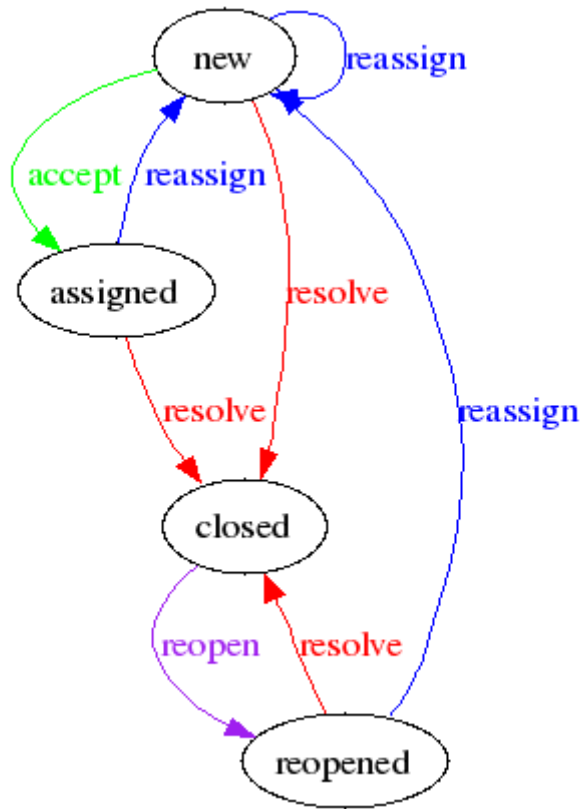 new
reassign
accept
reassign
assigned
resolve
resolve
reassign
closed
reopen
resolve
reopened